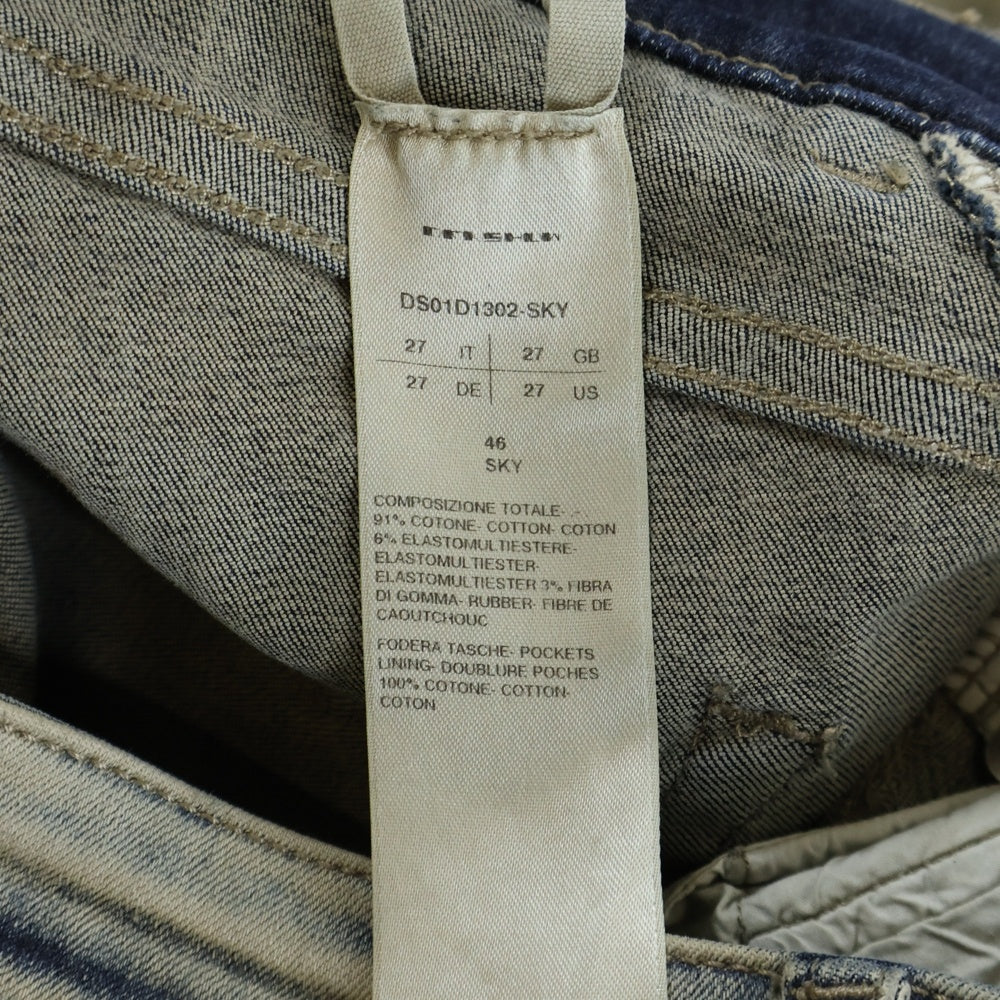 DRKSHDW
DS01D1302-SKY
27 IT 27 GB
27 DE 27 US
46
SKY
COMPOSIZIONE TOTALE- -
91% COTONE- COTTON- COTON
6% ELASTOMULTIESTERE-
ELASTOMULTIESTER-
ELASTOMULTIESTER 3% FIBRA
DI GOMMA- RUBBER- FIBRE DE
CAOUTCHOUC
FODERA TASCHE- POCKETS
LINING- DOUBLURE POCHES
100% COTONE- COTTON-
COTON